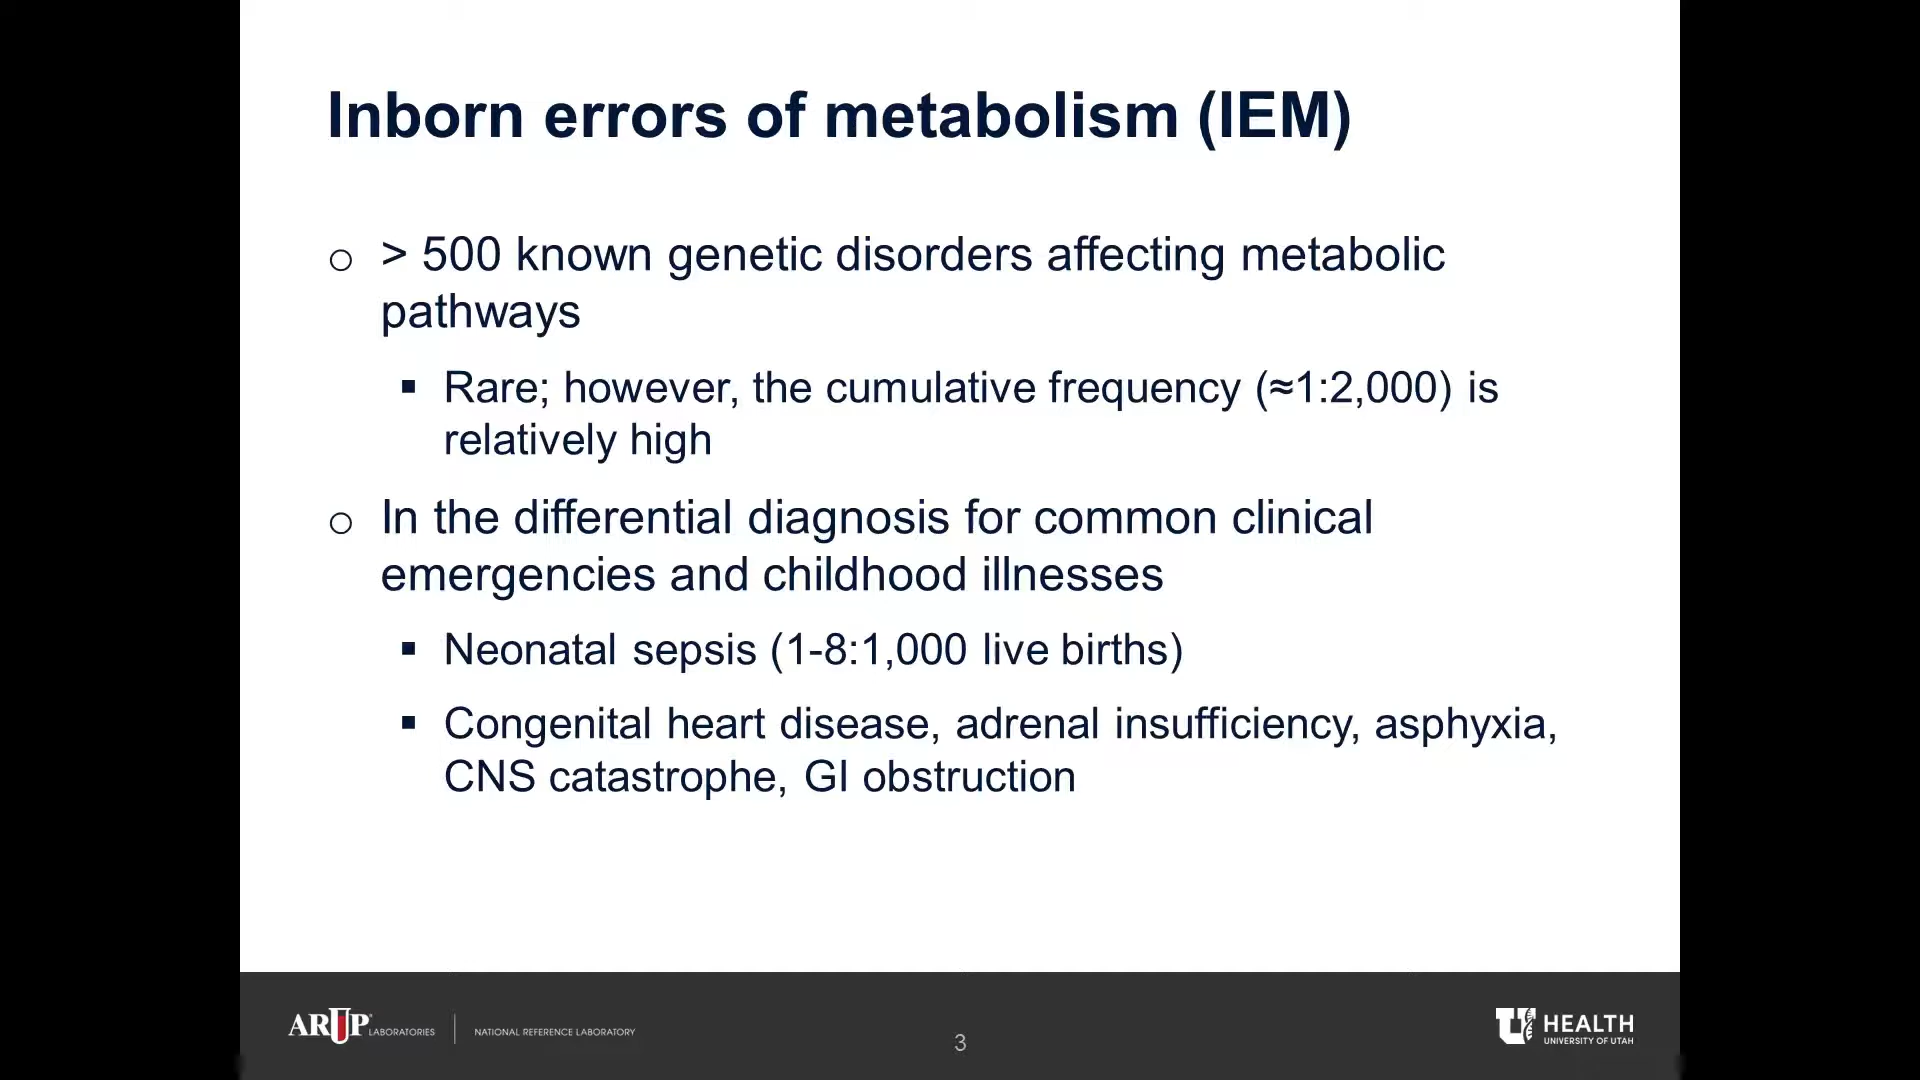 Inborn errors of metabolism (IEM)
o > 500 known genetic disorders affecting metabolic
pathways
▪ Rare; however, the cumulative frequency (≈1:2,000) is
relatively high
o In the differential diagnosis for common clinical
emergencies and childhood illnesses
▪ Neonatal sepsis (1-8:1,000 live births)
▪ Congenital heart disease, adrenal insufficiency, asphyxia,
CNS catastrophe, GI obstruction
ARUP LABORATORIES | NATIONAL REFERENCE LABORATORY
3
U HEALTH
UNIVERSITY OF UTAH